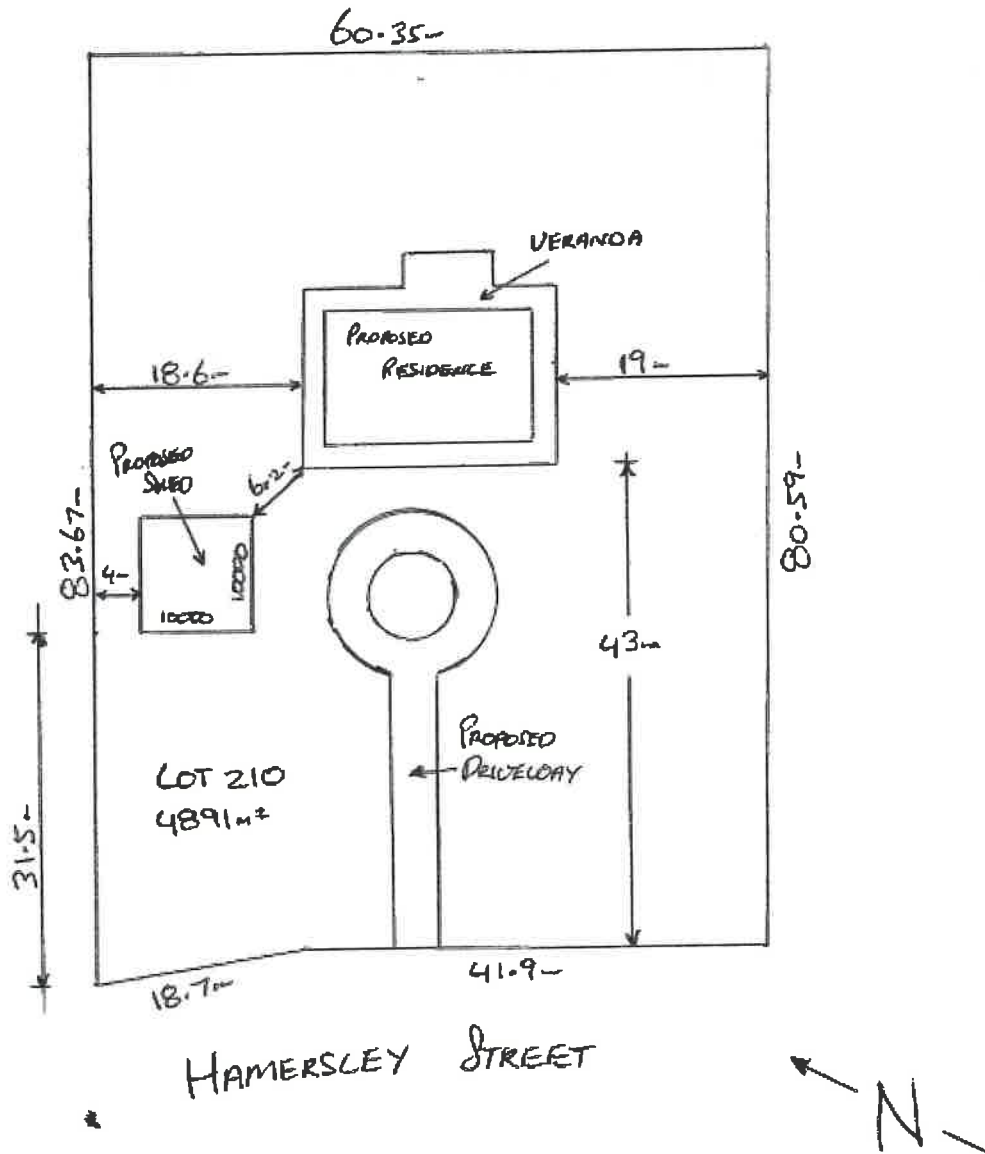 60.35m
VERANDA
PROPOSED
RESIDENCE
18.6m
19m
PROPOSED
SHED
6.2m
83.67m
80.59m
4m
10000
10000
43m
PROPOSED
DRIVEWAY
LOT 210
4891m²
31.5m
18.7m
41.9m
HAMERSLEY STREET
N